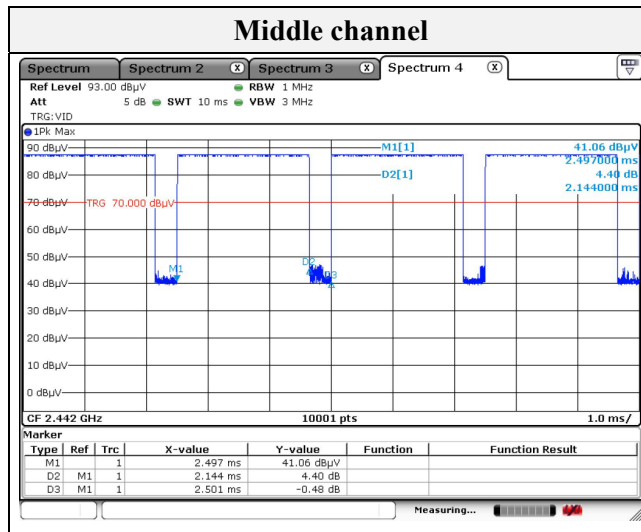 Middle channel
Spectrum Spectrum 2 X Spectrum 3 X Spectrum 4 X
Ref Level 93.00 dBµV RBW 1 MHz
Att 5 dB SWT 10 ms VBW 3 MHz
TRG:VID
1Pk Max
90 dBµV M1[1] 41.06 dBµV
2.497000 ms
80 dBµV D2[1] 4.40 dB
2.144000 ms
70 dBµV TRG 70.000 dBµV
60 dBµV
50 dBµV
M1 D2 D3
40 dBµV
30 dBµV
20 dBµV
10 dBµV
0 dBµV
CF 2.442 GHz 10001 pts 1.0 ms/
Marker
Type Ref Trc X-value Y-value Function Function Result
M1 1 2.497 ms 41.06 dBµV
D2 M1 1 2.144 ms 4.40 dB
D3 M1 1 2.501 ms -0.48 dB
Measuring...